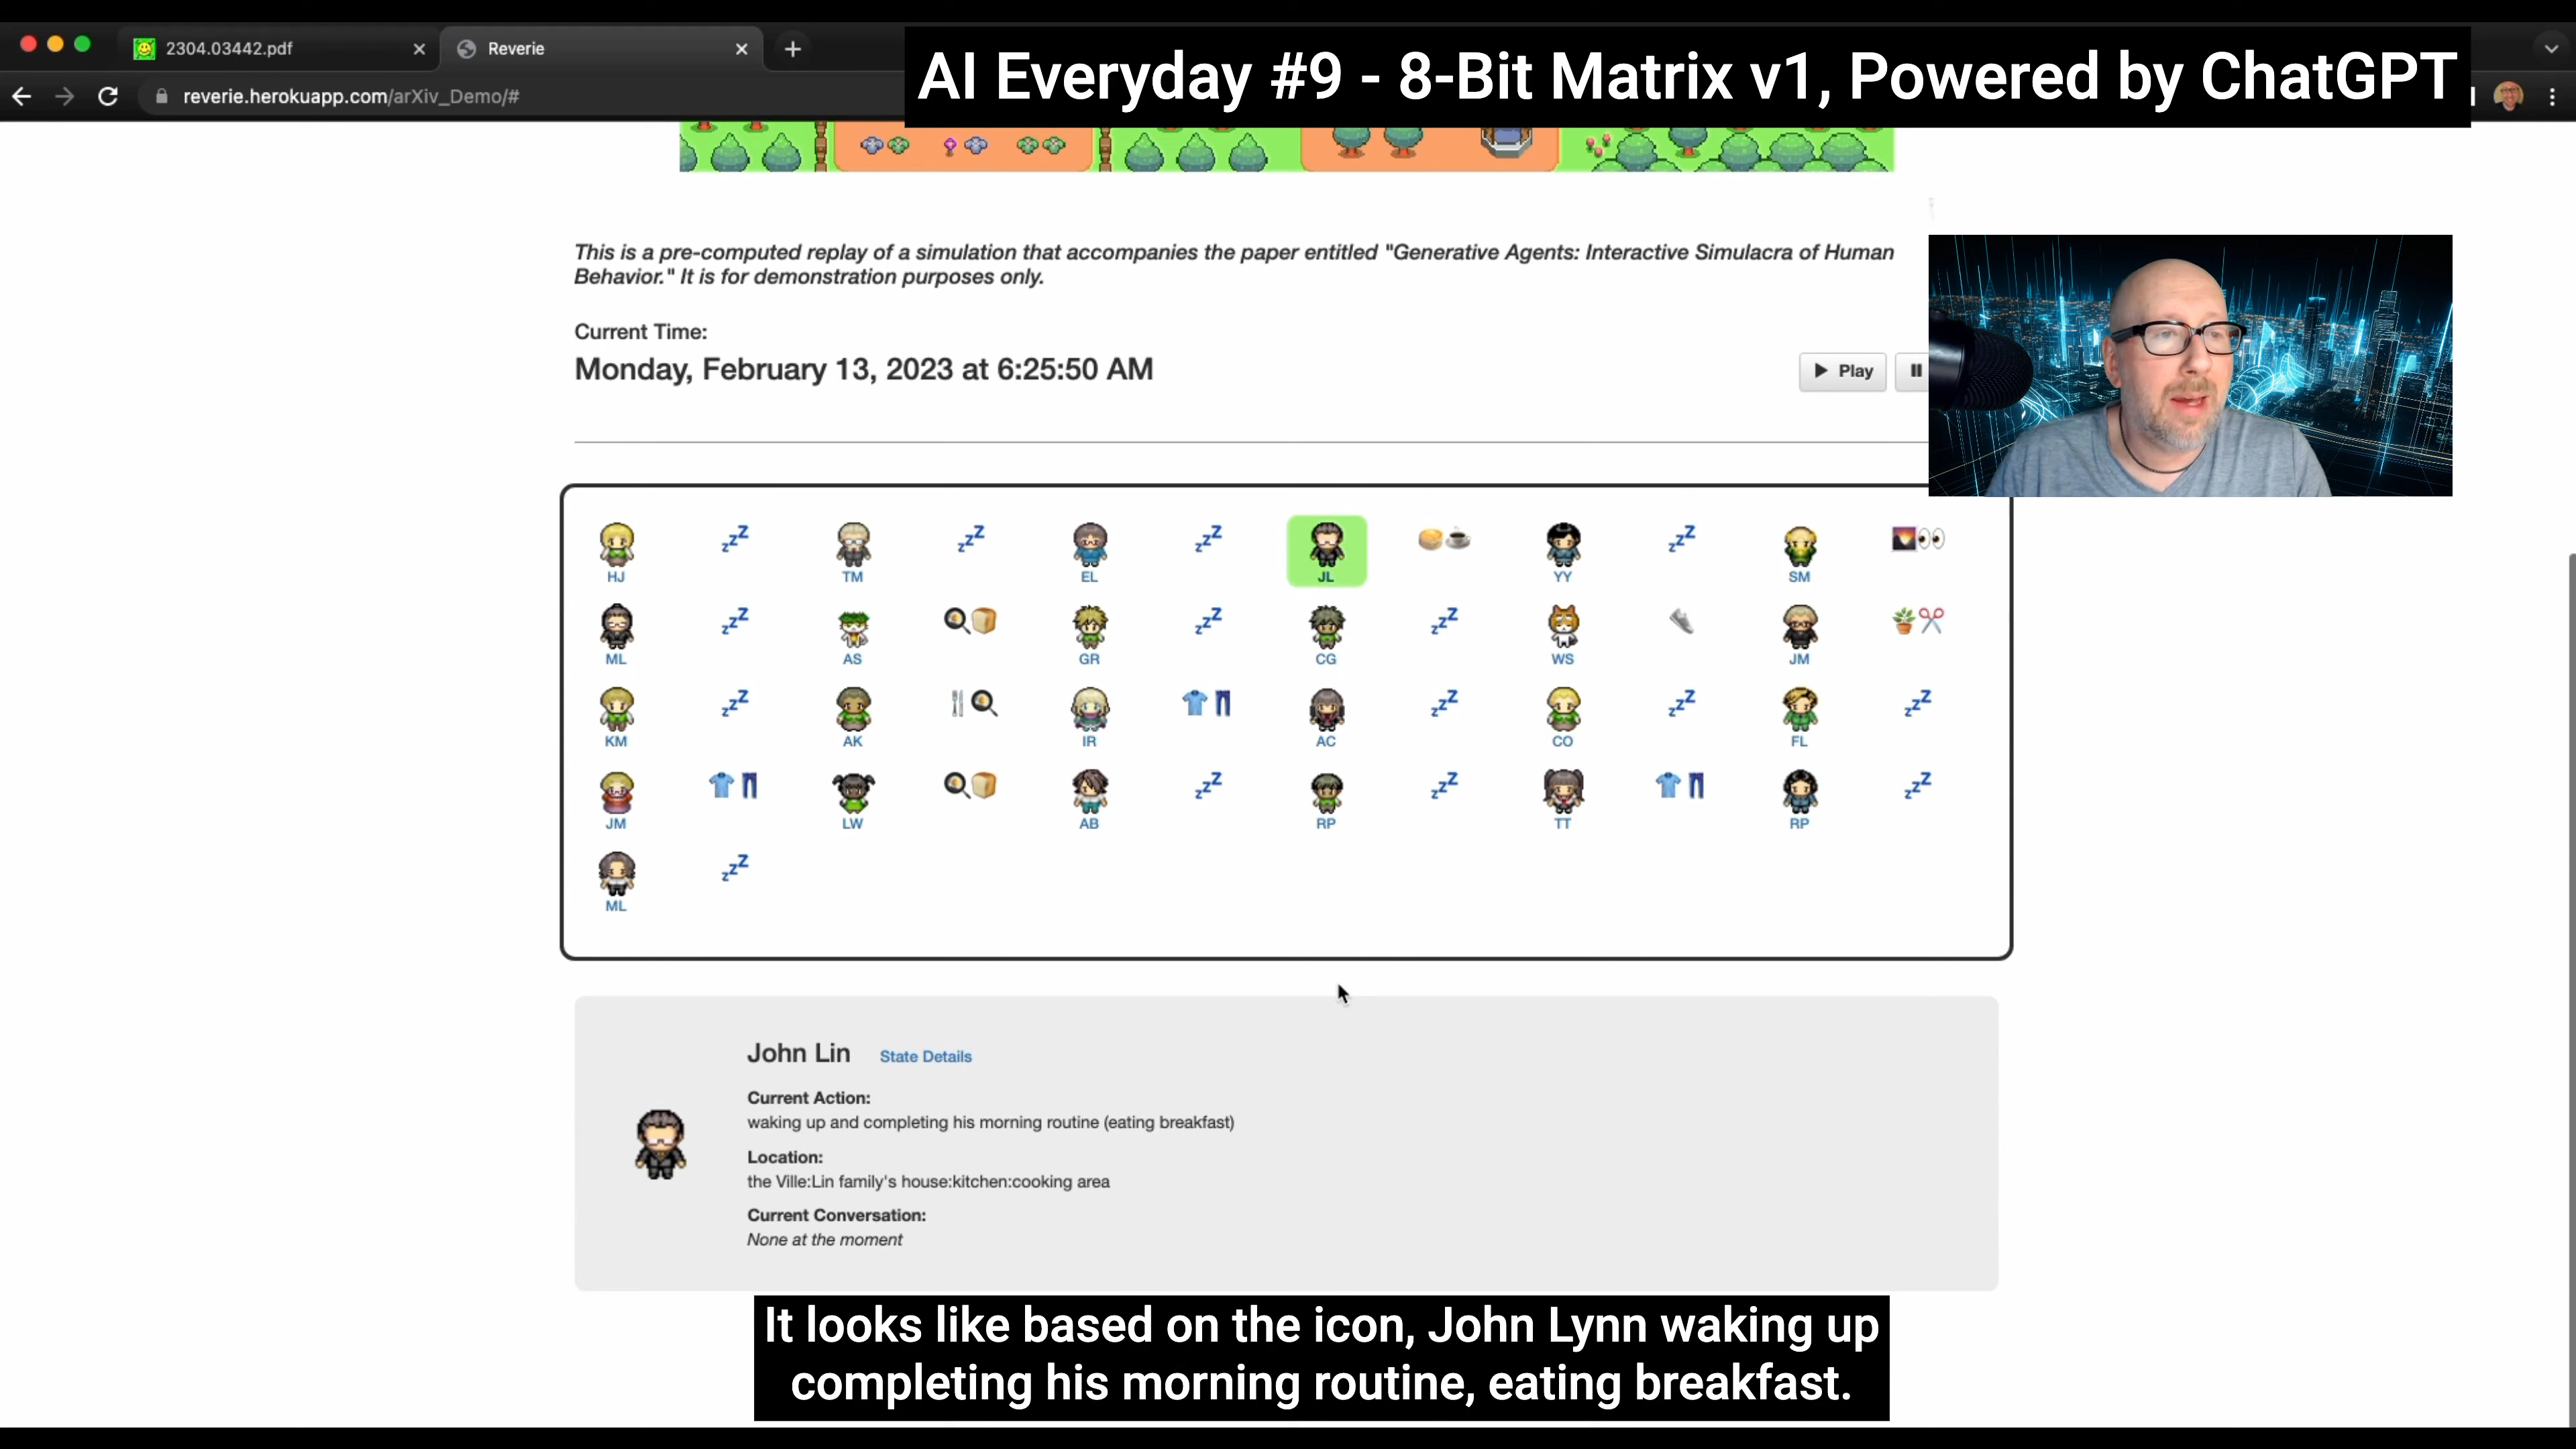 2304.03442.pdf
Reverie
AI Everyday #9 - 8-Bit Matrix v1, Powered by ChatGPT
reverie.herokuapp.com/arXiv_Demo/#
This is a pre-computed replay of a simulation that accompanies the paper entitled "Generative Agents: Interactive Simulacra of Human
Behavior." It is for demonstration purposes only.
Current Time:
Monday, February 13, 2023 at 6:25:50 AM
Play
HJ TM EL JL YY SM
ML AS GR CG WS JM
KM AK IR AC CO FL
JM LW AB RP TT RP
ML
John Lin State Details
Current Action:
waking up and completing his morning routine (eating breakfast)
Location:
the Ville:Lin family's house:kitchen:cooking area
Current Conversation:
None at the moment
It looks like based on the icon, John Lynn waking up
completing his morning routine, eating breakfast.